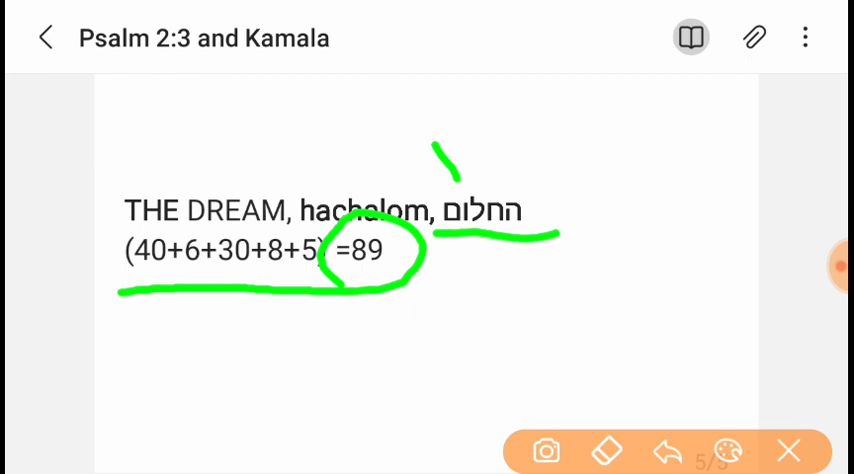 Psalm 2:3 and Kamala
THE DREAM, hachalom, החלום
(40+6+30+8+5) =89
5/5